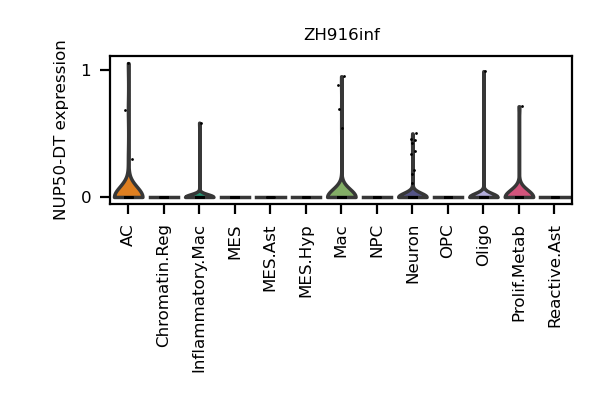 ZH916inf
NUP50-DT expression
1
0
AC
Chromatin.Reg
Inflammatory.Mac
MES
MES.Ast
MES.Hyp
Mac
NPC
Neuron
OPC
Oligo
Prolif.Metab
Reactive.Ast